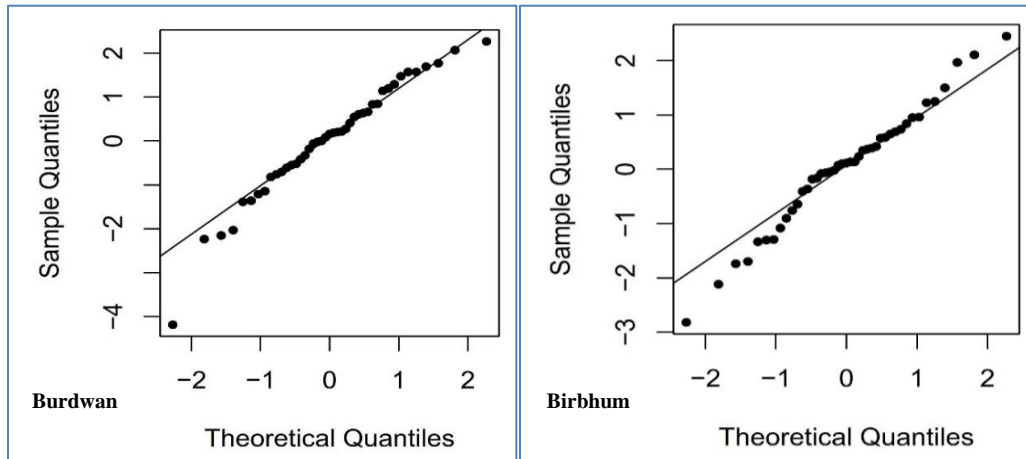 Sample Quantiles
2
0
−2
−4
−2 −1 0 1 2
Burdwan
Theoretical Quantiles
Sample Quantiles
2
1
0
−1
−2
−3
−2 −1 0 1 2
Birbhum
Theoretical Quantiles